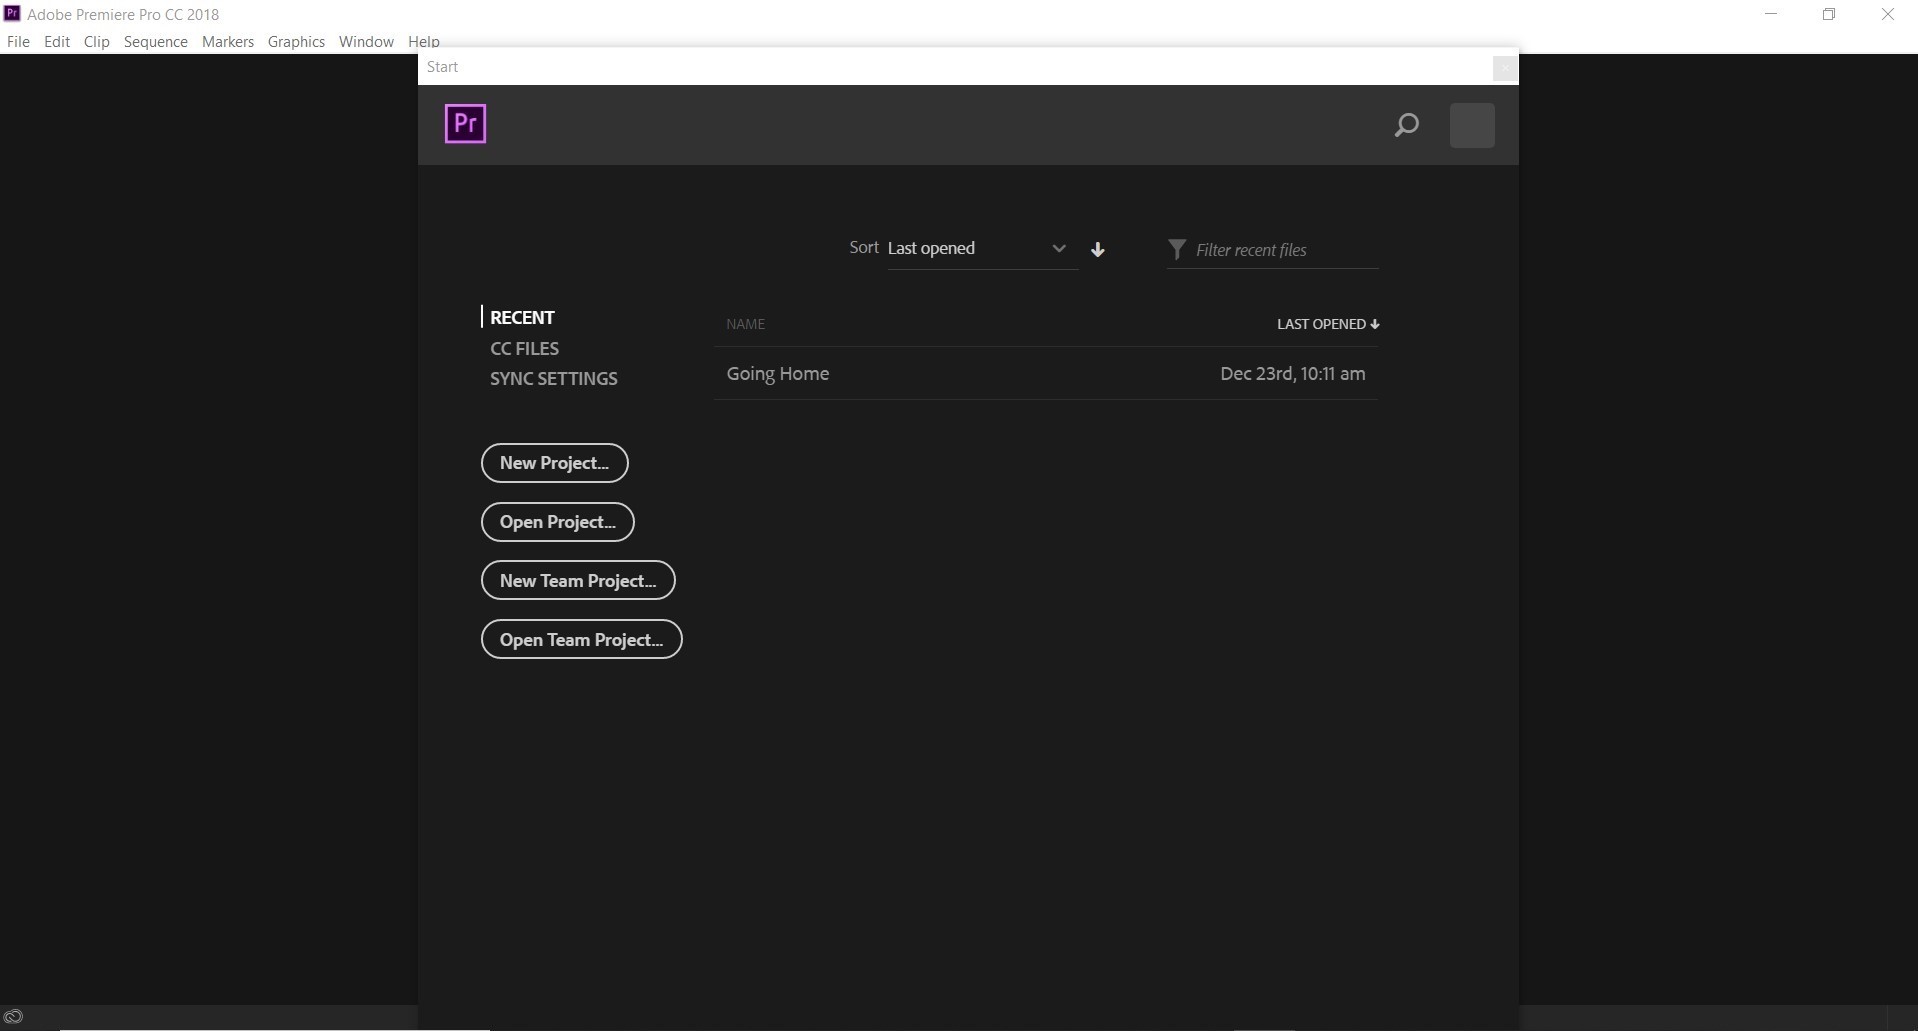 Pr Adobe Premiere Pro CC 2018
File Edit Clip Sequence Markers Graphics Window Help
Start
Pr
Sort Last opened Filter recent files
RECENT
CC FILES
SYNC SETTINGS
NAME LAST OPENED
Going Home Dec 23rd, 10:11 am
New Project...
Open Project...
New Team Project...
Open Team Project...